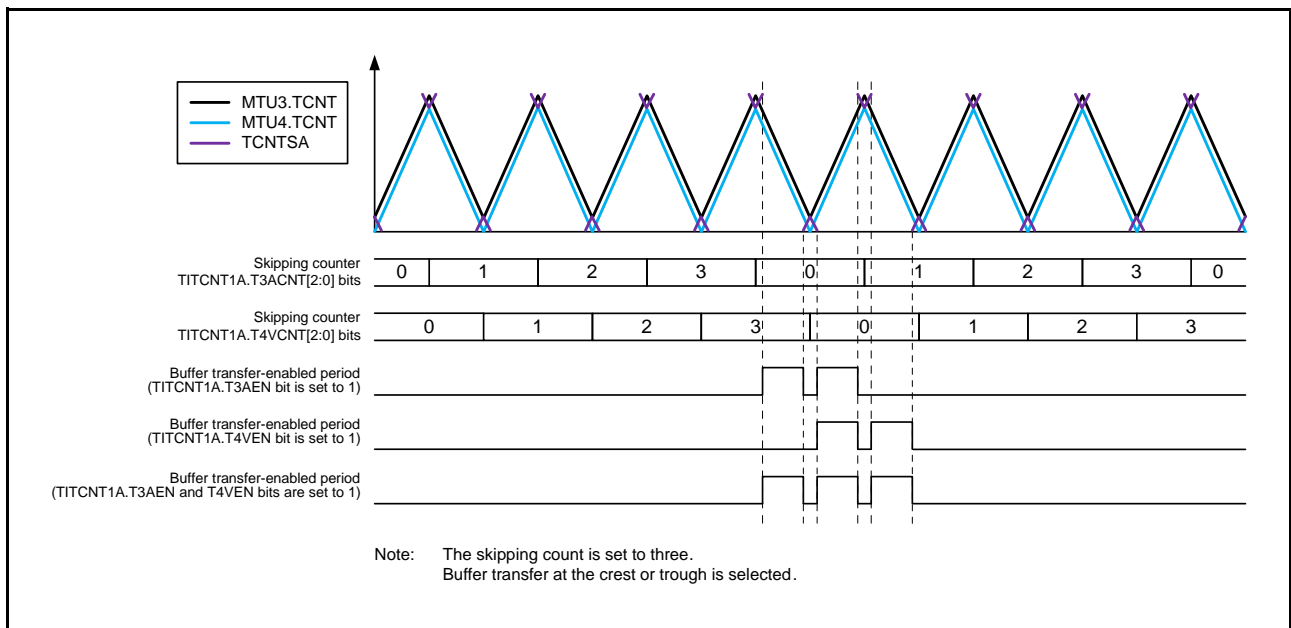 MTU3.TCNT
MTU4.TCNT
TCNTSA
Skipping counter
TITCNT1A.T3ACNT[2:0] bits
0 1 2 3 0 1 2 3 0
Skipping counter
TITCNT1A.T4VCNT[2:0] bits
0 1 2 3 0 1 2 3
Buffer transfer-enabled period
(TITCNT1A.T3AEN bit is set to 1)
Buffer transfer-enabled period
(TITCNT1A.T4VEN bit is set to 1)
Buffer transfer-enabled period
(TITCNT1A.T3AEN and T4VEN bits are set to 1)
Note: The skipping count is set to three.
Buffer transfer at the crest or trough is selected.